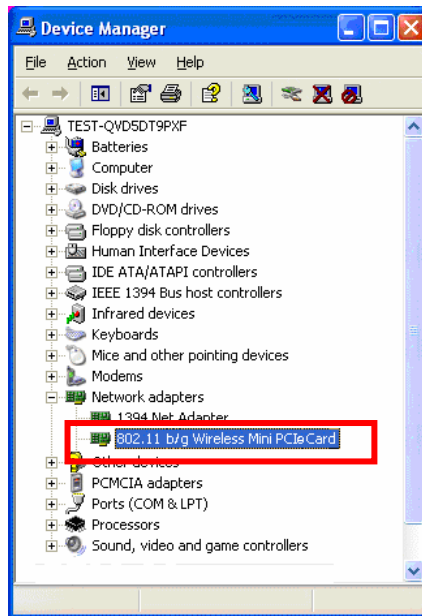 Device Manager
File Action View Help
TEST-QVD5DT9PXF
Batteries
Computer
Disk drives
DVD/CD-ROM drives
Floppy disk controllers
Human Interface Devices
IDE ATA/ATAPI controllers
IEEE 1394 Bus host controllers
Infrared devices
Keyboards
Mice and other pointing devices
Modems
Network adapters
1394 Net Adapter
802.11 b/g Wireless Mini PCIeCard
Other devices
PCMCIA adapters
Ports (COM & LPT)
Processors
Sound, video and game controllers